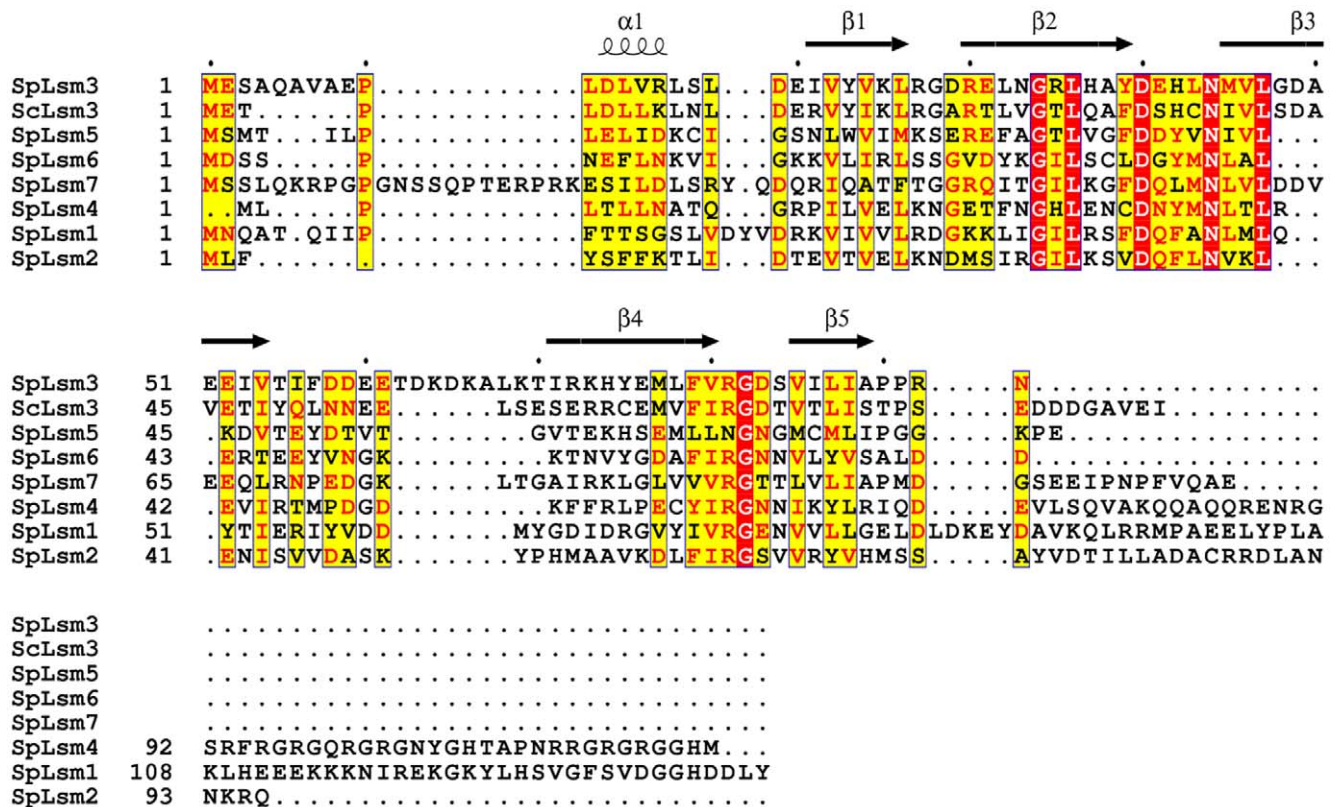 α1 β1 β2 β3
SpLsm3 1 MESAQAVAEP............LDLVRLSL...DEIVYVKLRGDRELNGRLHAYDEHLNMVLGDA
ScLsm3 1 MET......P............LDLLKLNL...DERVYIKLRGARTLVGTLQAFDSHCNIVLSDA
SpLsm5 1 MSMT...ILP............LELIDKCI...GSNLWVIMKSEREFAGTLVGFDDYVNIVL...
SpLsm6 1 MDSS.....P............NEFLNKVI...GKKVLIRLSSGVDYKGILSCLDGYMNLAL...
SpLsm7 1 MSSLQKRPGPGNSSQPTERPRKESILDLSRY.QDQRIQATFTGGRQITGILKGFDQLMNLVLDDV
SpLsm4 1 ..ML.....P............LTLLNATQ...GRPILVELKNGETFNGHLENCDNYMNLTLR..
SpLsm1 1 MNQAT.QIIP............FTTSGSLVDYVDRKVIVVLRDGKKLIGILRSFDQFANLMLQ..
SpLsm2 1 MLF...................YSFFKTLI...DTEVTVELKNDMSIRGILKSVDQFLNVKL...
β4 β5
SpLsm3 51 EEIVTIFDDEETDKDKALKTIRKHYEMLFVRGDSVILIAPPR.....N.................
ScLsm3 45 VETIYQLNNEE......LSESERRCEMVFIRGDTVTLISTPS.....EDDDGAVEI.........
SpLsm5 45 .KDVTEYDTVT........GVTEKHSEMLLNGNGMCMLIPGG.....KPE...............
SpLsm6 43 .ERTEEYVNGK.........KTNVYGDAFIRGNNVLYVSALD.....D.................
SpLsm7 65 EEQLRNPEDGK......LTGAIRKLGLVVVRGTTLVLIAPMD.....GSEEIPNPFVQAE.....
SpLsm4 42 .EVIRTMPDGD.........KFFRLPECYIRGNNIKYLRIQD.....EVLSQVAKQQAQQRENRG
SpLsm1 51 .YTIERIYVDD.......MYGDIDRGVYIVRGENVVLLGELDLDKEYDAVKQLRRMPAEELYPLA
SpLsm2 41 .ENISVVDASK.......YPHMAAVKDLFIRGSVVRYVHMSS.....AYVDTILLADACRRDLAN
SpLsm3 .................................
ScLsm3 .................................
SpLsm5 .................................
SpLsm6 .................................
SpLsm7 .................................
SpLsm4 92 SRFRGRGQRGRGNYGHTAPNRRGRGRGGHM...
SpLsm1 108 KLHEEEKKKNIREKGKYLHSVGFSVDGGHDDLY
SpLsm2 93 NKRQ.............................